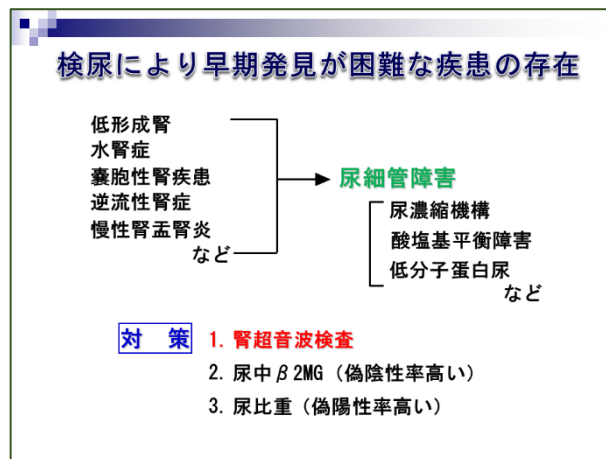 検尿により早期発見が困難な疾患の存在
低形成腎
水腎症
嚢胞性腎疾患
逆流性腎症
慢性腎盂腎炎
など
尿細管障害
尿濃縮機構
酸塩基平衡障害
低分子蛋白尿
など
対　策
1. 腎超音波検査
2. 尿中β2MG（偽陰性率高い）
3. 尿比重（偽陽性率高い）